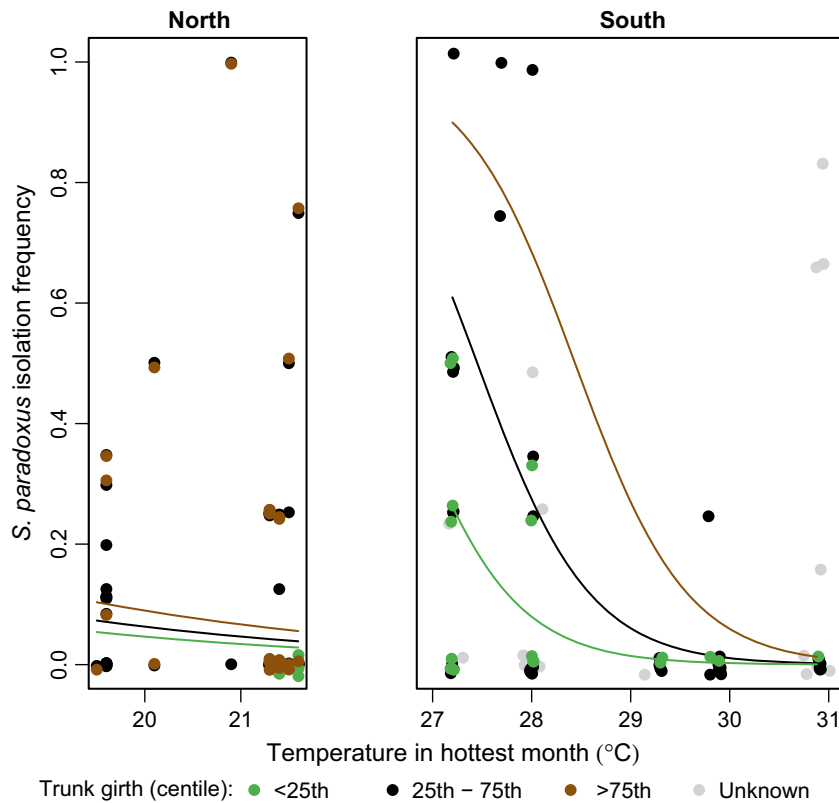 North South
S. paradoxus isolation frequency
1.0
0.8
0.6
0.4
0.2
0.0
20 21 27 28 29 30 31
Temperature in hottest month (°C)
Trunk girth (centile): <25th 25th − 75th >75th Unknown